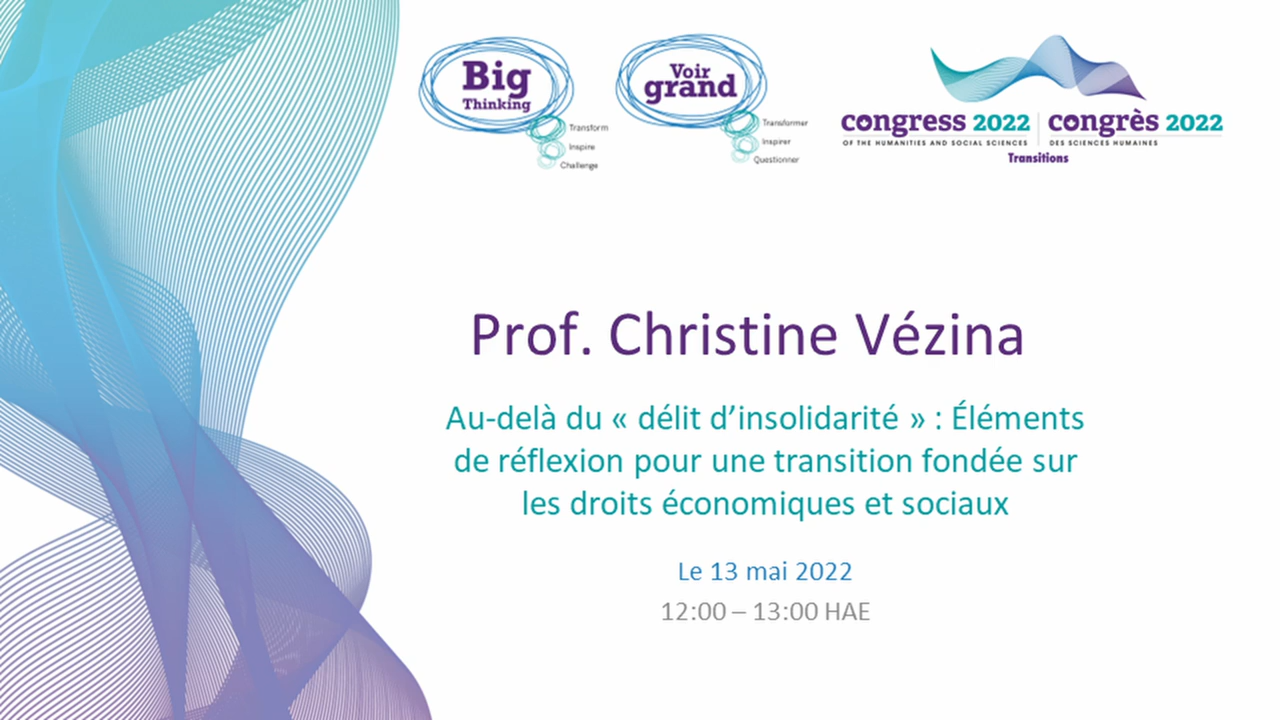 Big
Thinking
Transform
Inspire
Challenge
Voir
grand
Transformer
Inspirer
Questionner
congress 2022
OF THE HUMANITIES AND SOCIAL SCIENCES
congrès 2022
DES SCIENCES HUMAINES
Transitions
Prof. Christine Vézina
Au-delà du « délit d’insolidarité » : Éléments
de réflexion pour une transition fondée sur
les droits économiques et sociaux
Le 13 mai 2022
12:00 – 13:00 HAE